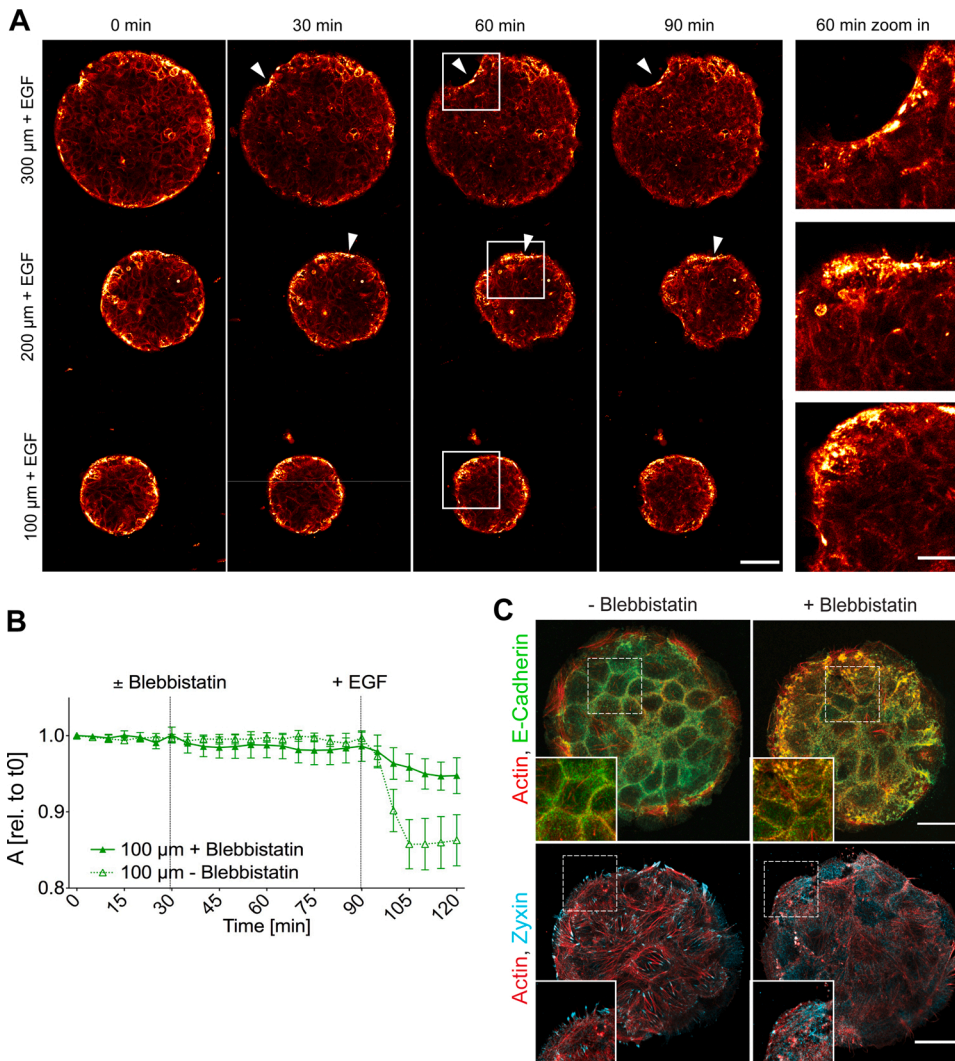 A
0 min 30 min 60 min 90 min 60 min zoom in
300 µm + EGF
200 µm + EGF
100 µm + EGF
B
± Blebbistatin + EGF
A [rel. to t0]
1.0
0.9
0.8
100 µm + Blebbistatin
100 µm - Blebbistatin
0 15 30 45 60 75 90 105 120
Time [min]
C
- Blebbistatin + Blebbistatin
Actin, E-Cadherin
Actin, Zyxin